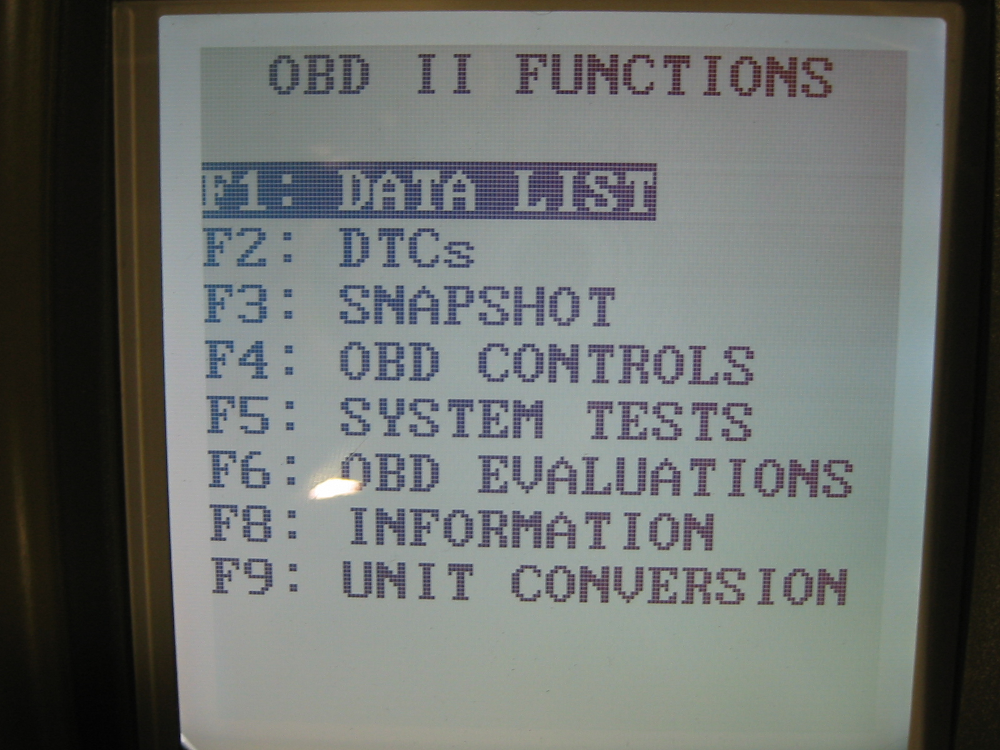 OBD II FUNCTIONS
F1: DATA LIST
F2: DTCs
F3: SNAPSHOT
F4: OBD CONTROLS
F5: SYSTEM TESTS
F6: OBD EVALUATIONS
F8: INFORMATION
F9: UNIT CONVERSION